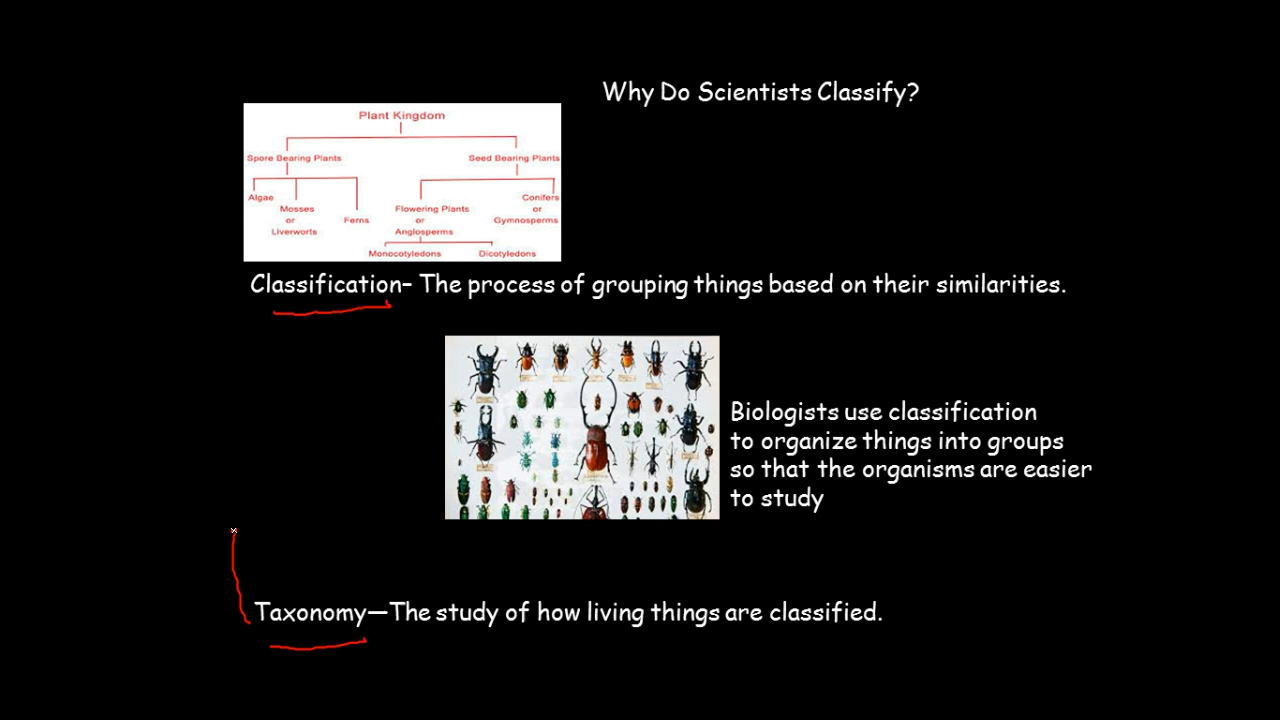 Why Do Scientists Classify?
Plant Kingdom
Spore Bearing Plants
Seed Bearing Plants
Algae
Mosses
or
Liverworts
Ferns
Flowering Plants
or
Angiosperms
Conifers
or
Gymnosperms
Monocotyledons
Dicotyledons
Classification– The process of grouping things based on their similarities.
Biologists use classification
to organize things into groups
so that the organisms are easier
to study
Taxonomy—The study of how living things are classified.